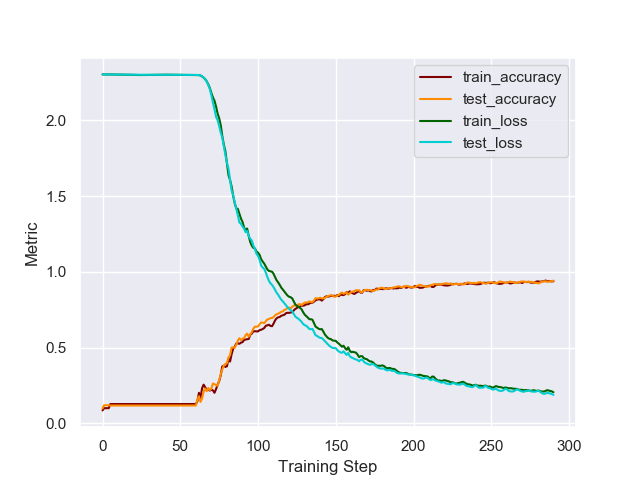 train_accuracy
test_accuracy
train_loss
test_loss
Metric
2.0
1.5
1.0
0.5
0.0
0 50 100 150 200 250 300
Training Step